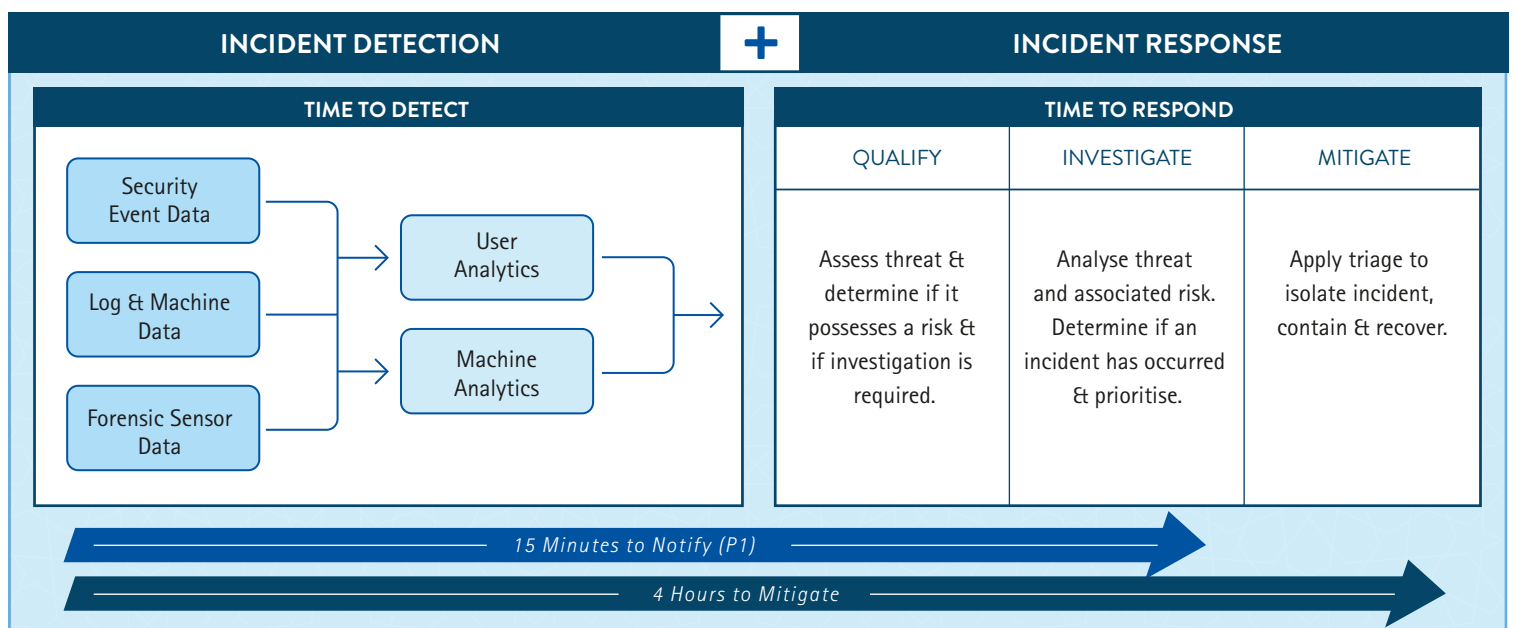 INCIDENT DETECTION
+
INCIDENT RESPONSE
TIME TO DETECT
Security
Event Data
Log & Machine
Data
Forensic Sensor
Data
User
Analytics
Machine
Analytics
TIME TO RESPOND
QUALIFY
Assess threat &
determine if it
possesses a risk &
if investigation is
required.
INVESTIGATE
Analyse threat
and associated risk.
Determine if an
incident has occurred
& prioritise.
MITIGATE
Apply triage to
isolate incident,
contain & recover.
15 Minutes to Notify (P1)
4 Hours to Mitigate